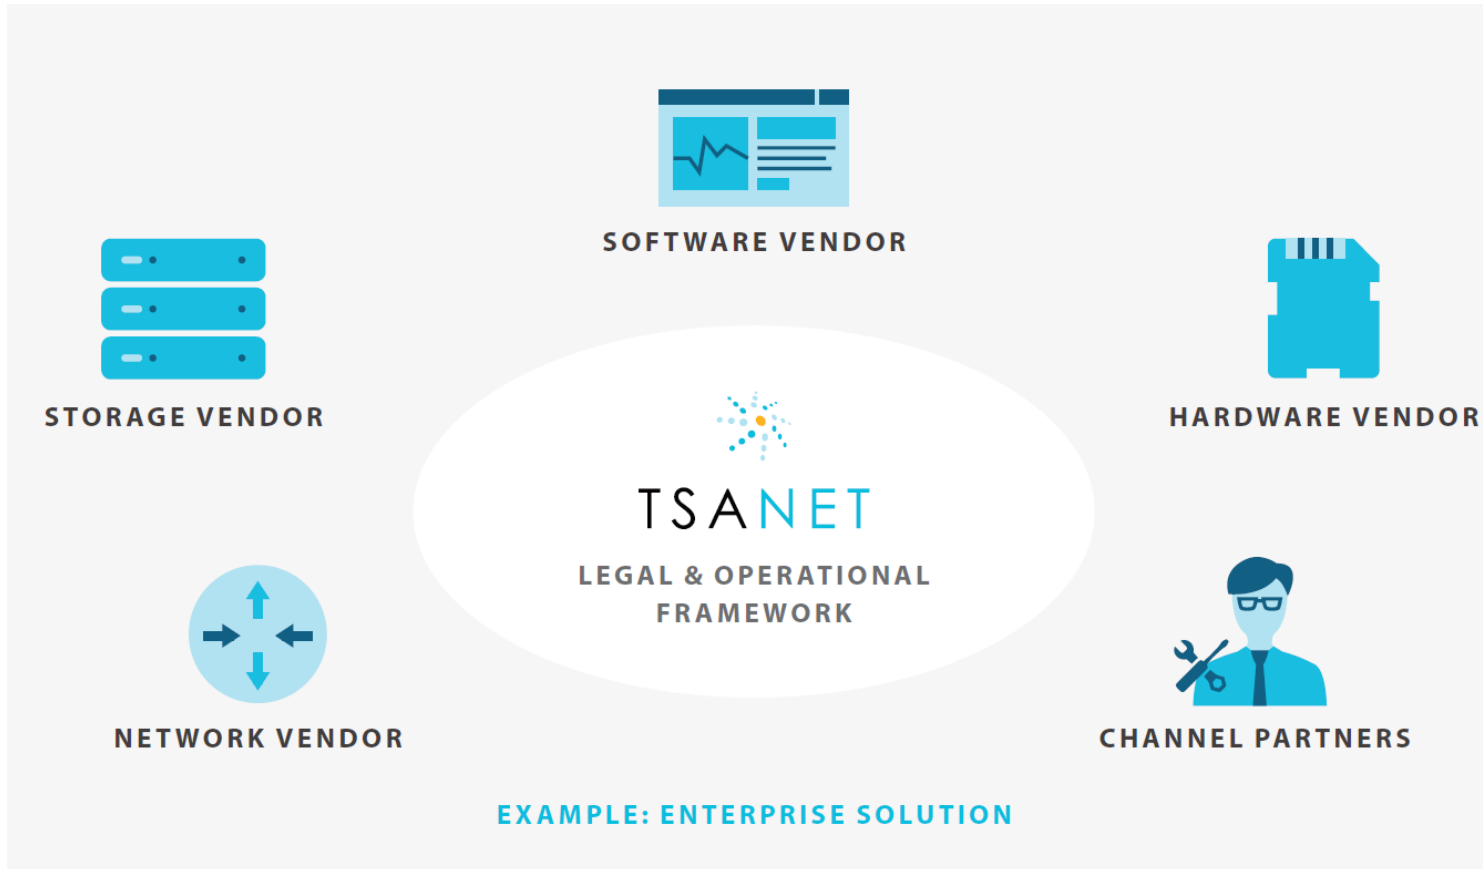 SOFTWARE VENDOR
STORAGE VENDOR
HARDWARE VENDOR
TSANET
LEGAL & OPERATIONAL
FRAMEWORK
NETWORK VENDOR
CHANNEL PARTNERS
EXAMPLE: ENTERPRISE SOLUTION